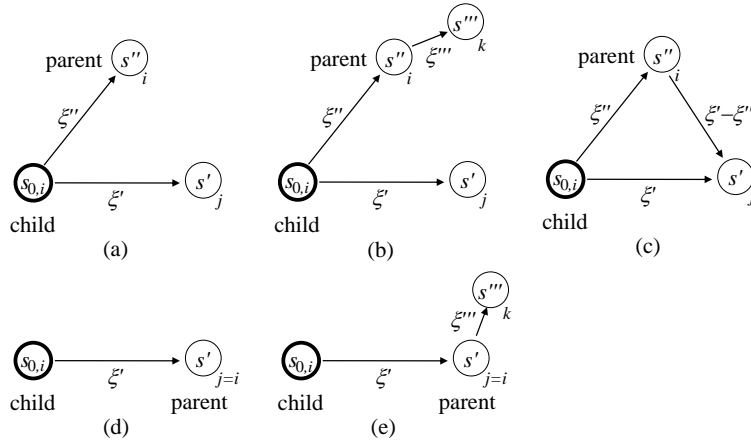 parent s''i
ξ''
s0,i
ξ'
s'j
child
(a)
parent s''i
ξ'''
s'''k
ξ''
s0,i
ξ'
s'j
child
(b)
parent s''i
ξ''
ξ'−ξ''
s0,i
ξ'
s'j
child
(c)
s0,i
ξ'
s'j=i
child
parent
(d)
s'''k
ξ'''
s0,i
ξ'
s'j=i
child
parent
(e)